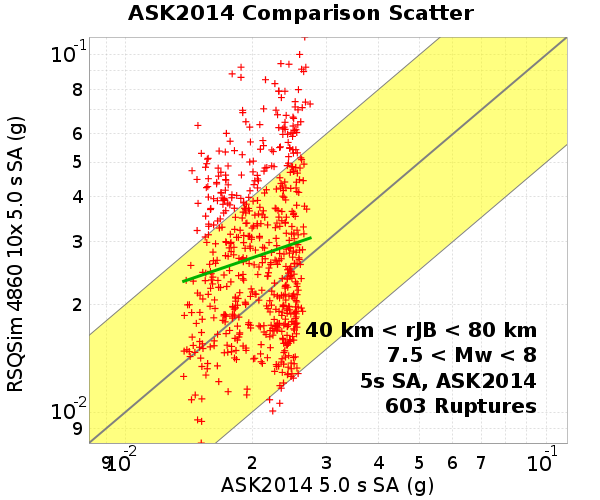 ASK2014 Comparison Scatter
RSQSim 4860 10x 5.0 s SA (g)
10-1
8
6
5
4
3
2
10-2
9
40 km < rJB < 80 km
7.5 < Mw < 8
5s SA, ASK2014
603 Ruptures
9 10-2 2 3 4 5 6 7 10-1
ASK2014 5.0 s SA (g)